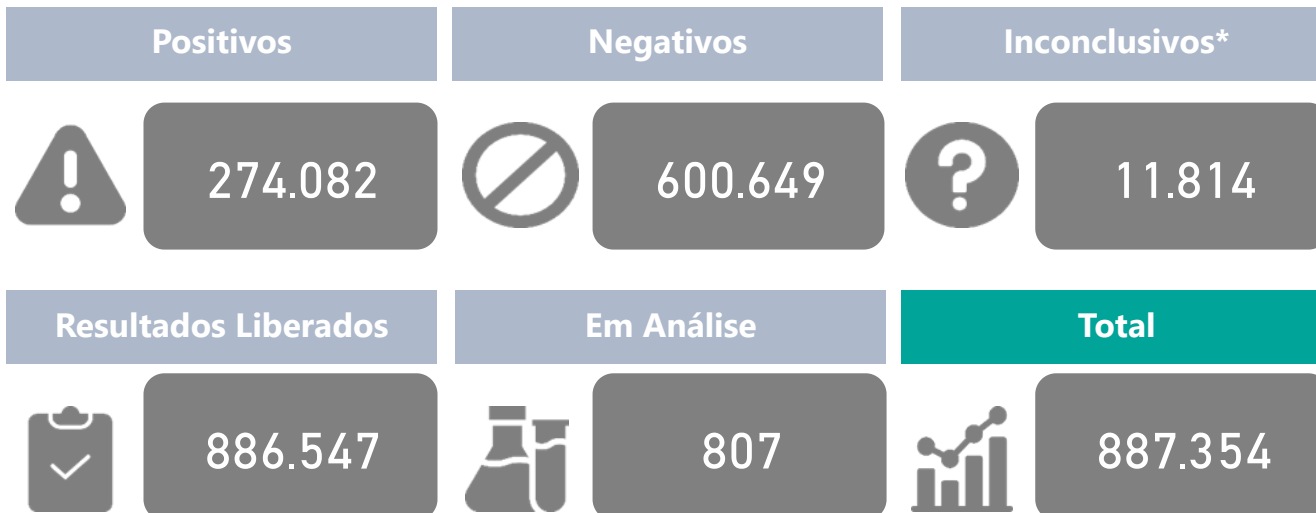 Positivos
Negativos
Inconclusivos*
274.082
600.649
11.814
Resultados Liberados
Em Análise
Total
886.547
807
887.354